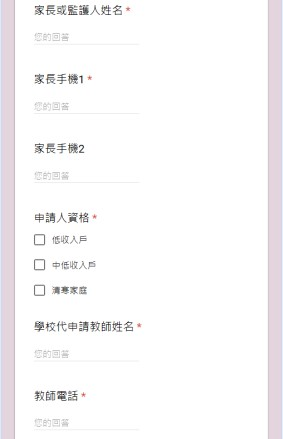 家長或監護人姓名 *
您的回答
家長手機1 *
您的回答
家長手機2
您的回答
申請人資格 *
低收入戶
中低收入戶
清寒家庭
學校代申請教師姓名 *
您的回答
教師電話 *
您的回答